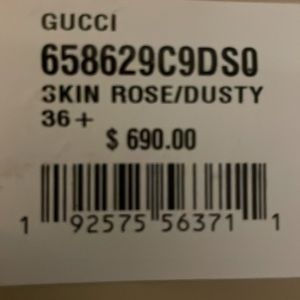 GUCCI
658629C9DS0
SKIN ROSE/DUSTY
36+
$ 690.00
1 92575 56371 1